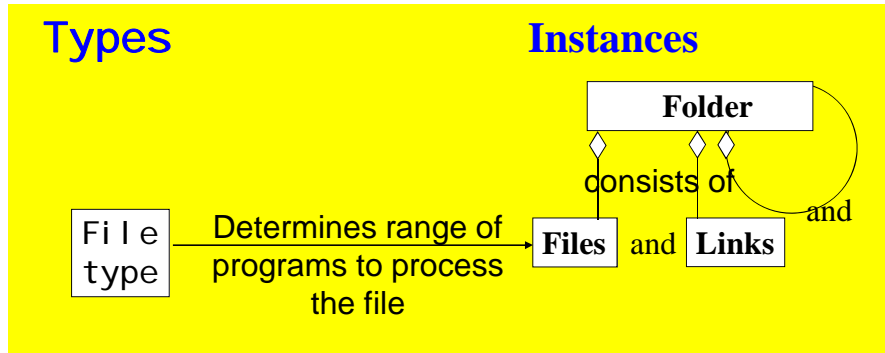 Types
Instances
Folder
consists of
and
File
type
Determines range of
programs to process
the file
Files and Links